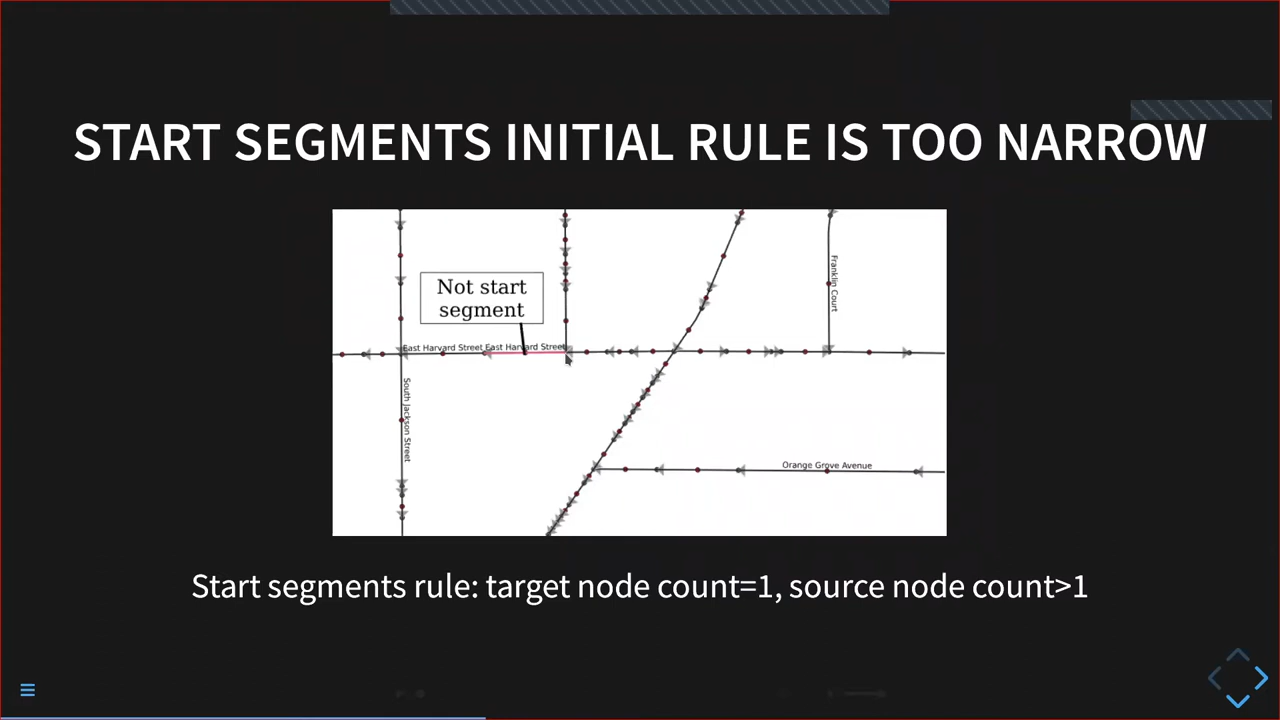 START SEGMENTS INITIAL RULE IS TOO NARROW
Not start
segment
Franklin Court
East Harvard Street East Harvard Street
South Jackson Street
Orange Grove Avenue
Start segments rule: target node count=1, source node count>1